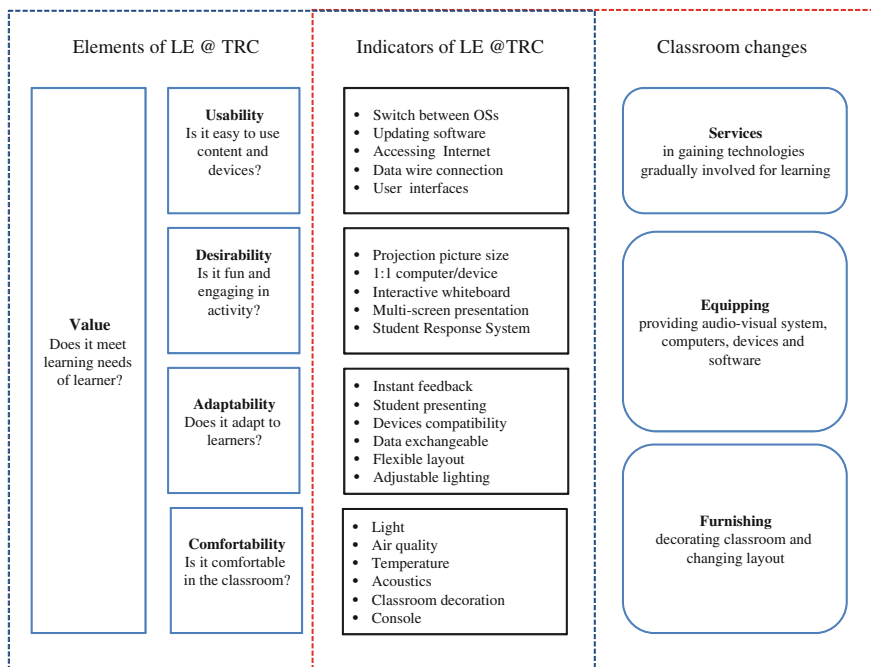 Elements of LE @ TRC
Indicators of LE @TRC
Classroom changes
Value
Does it meet
learning needs
of learner?
Usability
Is it easy to use
content and
devices?
Desirability
Is it fun and
engaging in
activity?
Adaptability
Does it adapt to
learners?
Comfortability
Is it comfortable
in the classroom?
• Switch between OSs
• Updating software
• Accessing Internet
• Data wire connection
• User interfaces
• Projection picture size
• 1:1 computer/device
• Interactive whiteboard
• Multi-screen presentation
• Student Response System
• Instant feedback
• Student presenting
• Devices compatibility
• Data exchangeable
• Flexible layout
• Adjustable lighting
• Light
• Air quality
• Temperature
• Acoustics
• Classroom decoration
• Console
Services
in gaining technologies
gradually involved for learning
Equipping
providing audio-visual system,
computers, devices and
software
Furnishing
decorating classroom and
changing layout